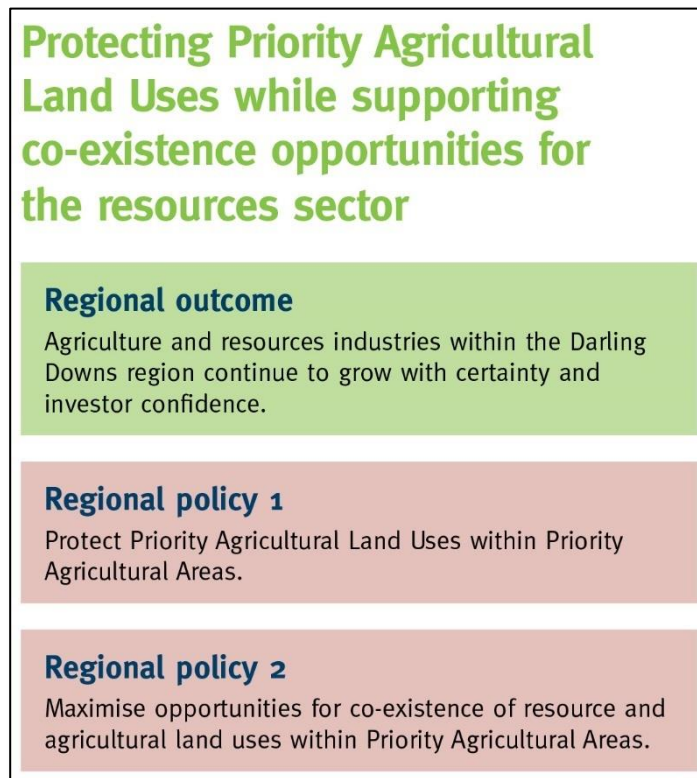 Protecting Priority Agricultural
Land Uses while supporting
co-existence opportunities for
the resources sector
Regional outcome
Agriculture and resources industries within the Darling
Downs region continue to grow with certainty and
investor confidence.
Regional policy 1
Protect Priority Agricultural Land Uses within Priority
Agricultural Areas.
Regional policy 2
Maximise opportunities for co-existence of resource and
agricultural land uses within Priority Agricultural Areas.